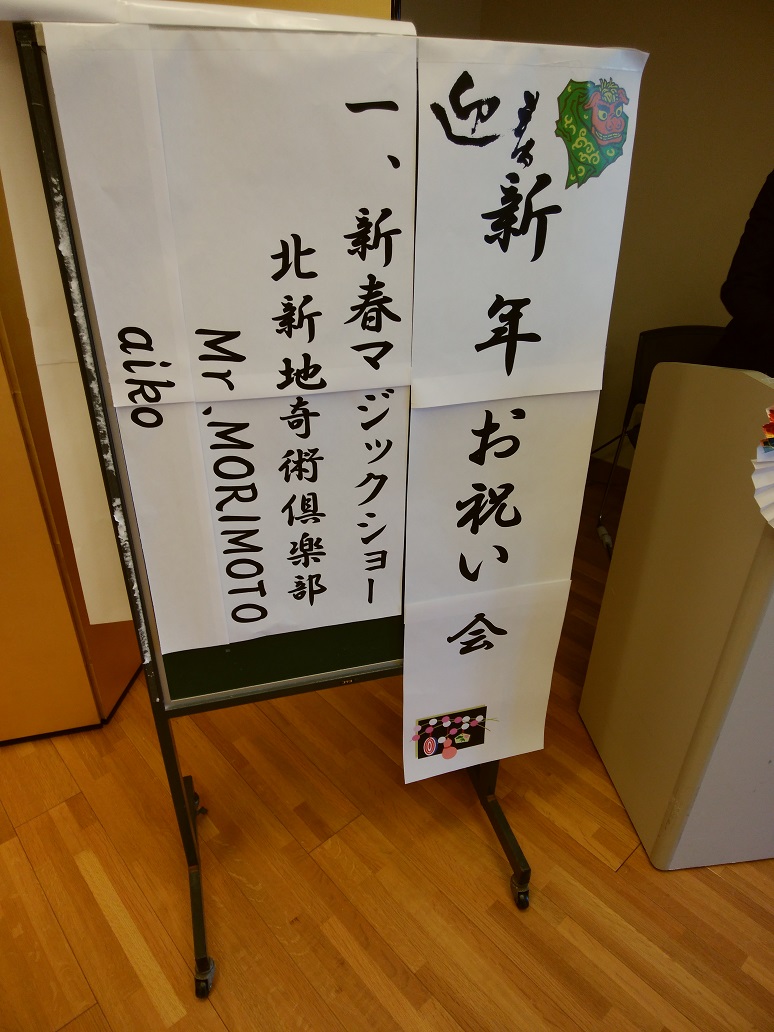 迎春
新年お祝い会
一、新春マジックショー
北新地奇術倶楽部
Mr.MORIMOTO
aiko